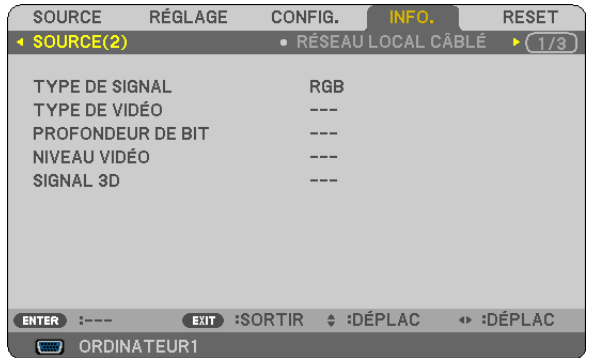 SOURCE RÉGLAGE CONFIG. INFO. RESET
SOURCE(2) • RÉSEAU LOCAL CÂBLÉ 1/3
TYPE DE SIGNAL RGB
TYPE DE VIDÉO ---
PROFONDEUR DE BIT ---
NIVEAU VIDÉO ---
SIGNAL 3D ---
ENTER :--- EXIT :SORTIR :DÉPLAC :DÉPLAC
ORDINATEUR1